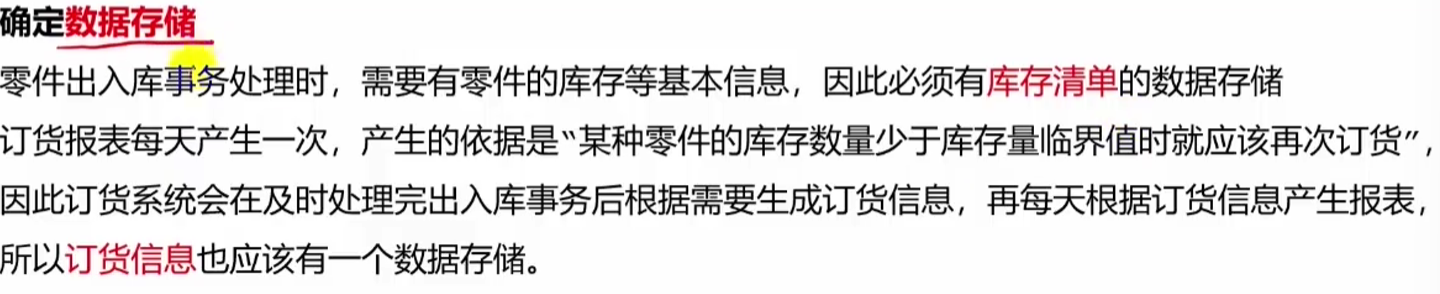 确定数据存储
零件出入库事务处理时，需要有零件的库存等基本信息，因此必须有库存清单的数据存储
订货报表每天产生一次，产生的依据是“某种零件的库存数量少于库存量临界值时就应该再次订货”，
因此订货系统会在及时处理完出入库事务后根据需要生成订货信息，再每天根据订货信息产生报表，
所以订货信息也应该有一个数据存储。